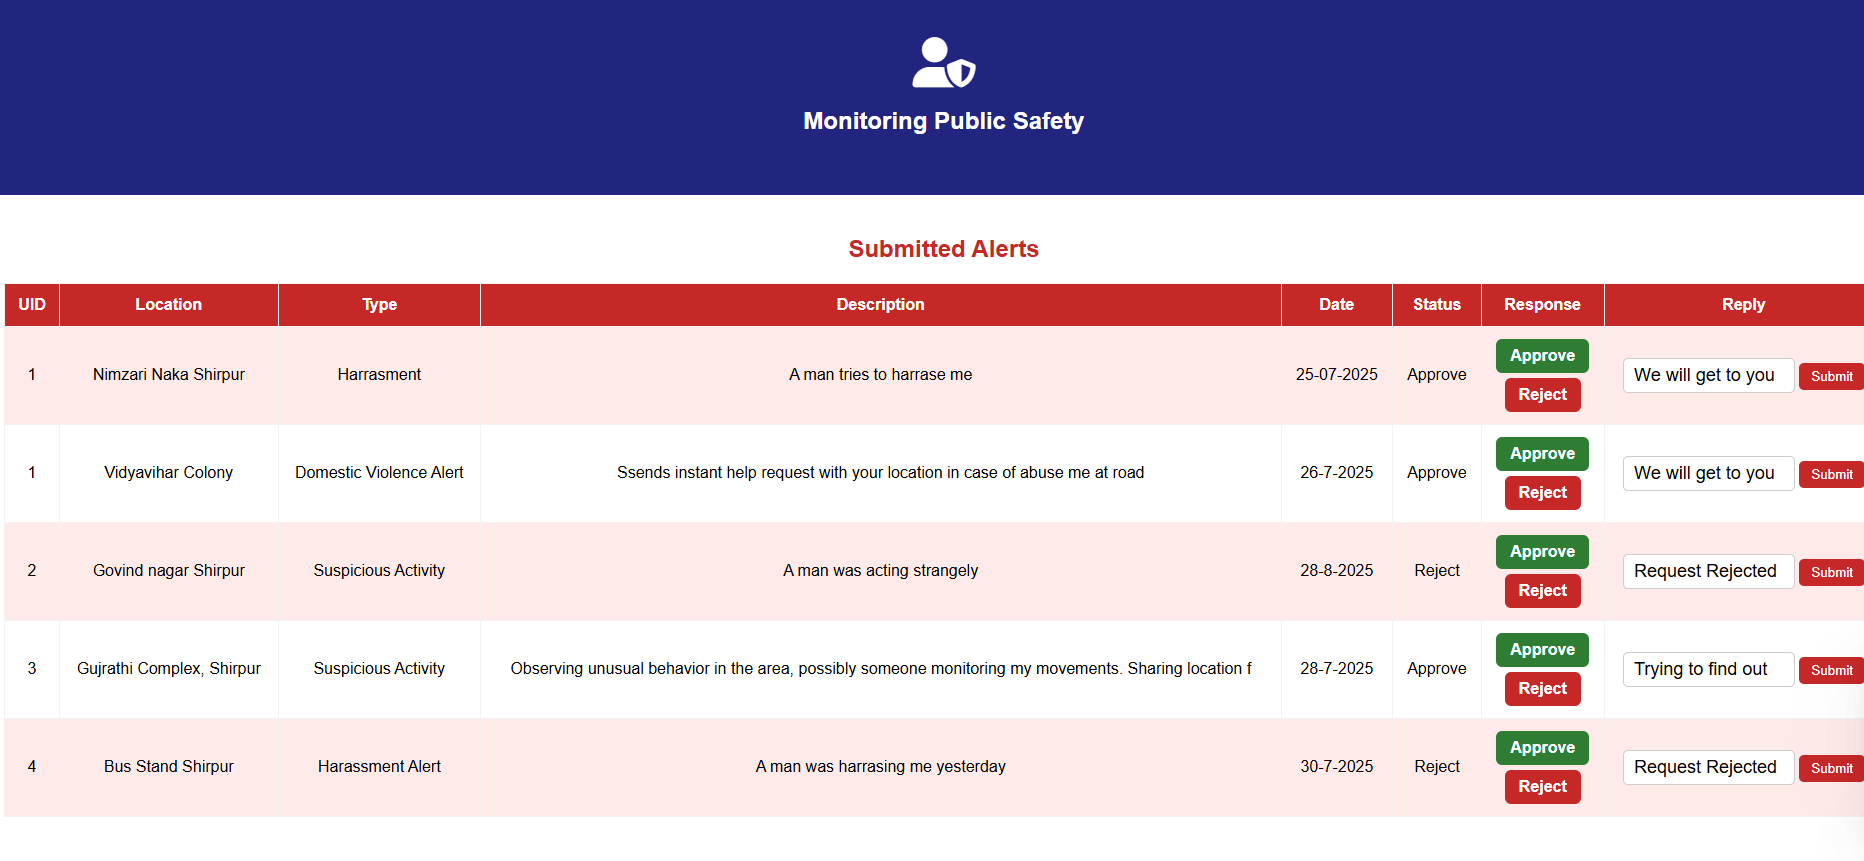 Monitoring Public Safety
Submitted Alerts
UID Location Type Description Date Status Response Reply
1 Nimzari Naka Shirpur Harrasment A man tries to harrase me 25-07-2025 Approve Approve Reject We will get to you Submit
1 Vidyavihar Colony Domestic Violence Alert Ssends instant help request with your location in case of abuse me at road 26-7-2025 Approve Approve Reject We will get to you Submit
2 Govind nagar Shirpur Suspicious Activity A man was acting strangely 28-8-2025 Reject Approve Reject Request Rejected Submit
3 Gujrathi Complex, Shirpur Suspicious Activity Observing unusual behavior in the area, possibly someone monitoring my movements. Sharing location f 28-7-2025 Approve Approve Reject Trying to find out Submit
4 Bus Stand Shirpur Harassment Alert A man was harrasing me yesterday 30-7-2025 Reject Approve Reject Request Rejected Submit